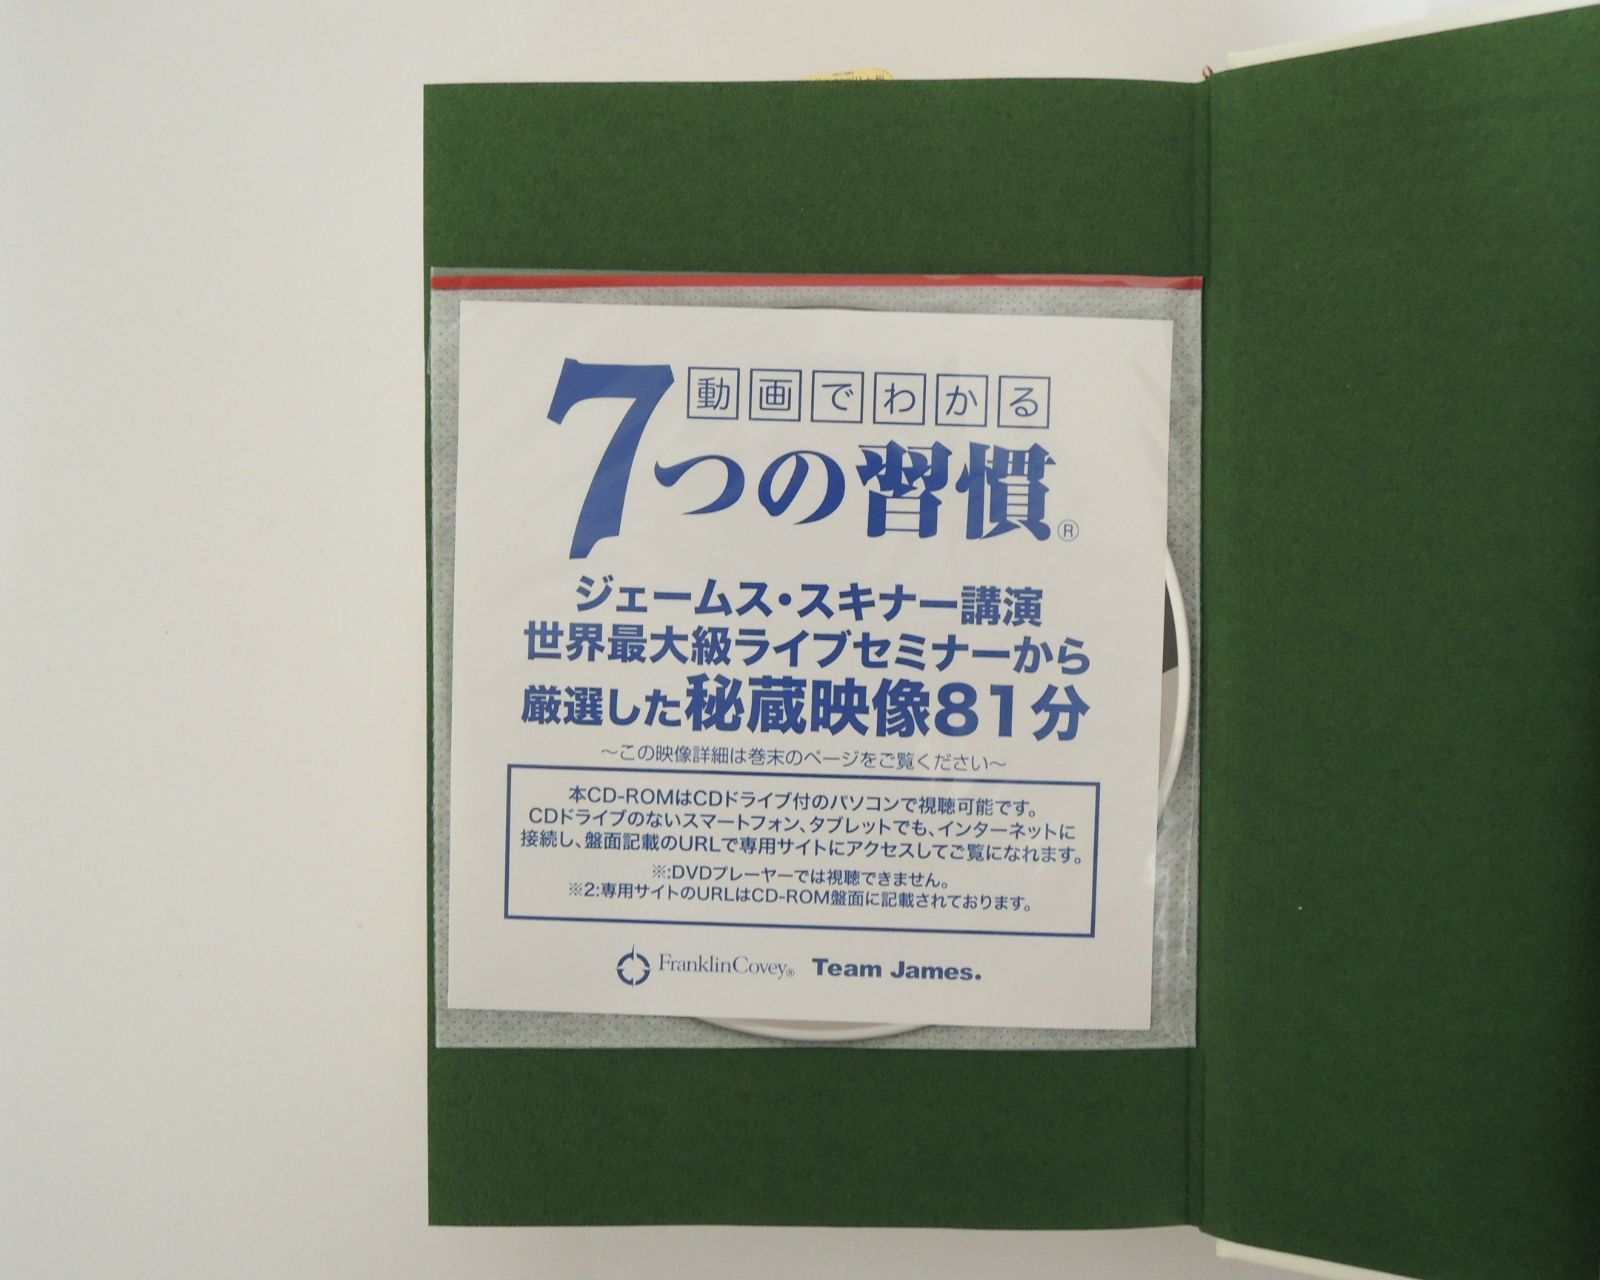 動画でわかる
7つの習慣®
ジェームス・スキナー講演
世界最大級ライブセミナーから
厳選した秘蔵映像81分
～この映像詳細は巻末のページをご覧ください～
本CD-ROMはCDドライブ付のパソコンで視聴可能です。
CDドライブのないスマートフォン、タブレットでも、インターネットに
接続し、盤面記載のURLで専用サイトにアクセスしてご覧になれます。
※:DVDプレーヤーでは視聴できません。
※2:専用サイトのURLはCD-ROM盤面に記載されております。
FranklinCovey® Team James.